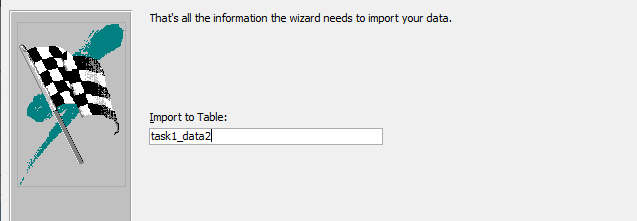 That's all the information the wizard needs to import your data.
Import to Table:
task1_data2